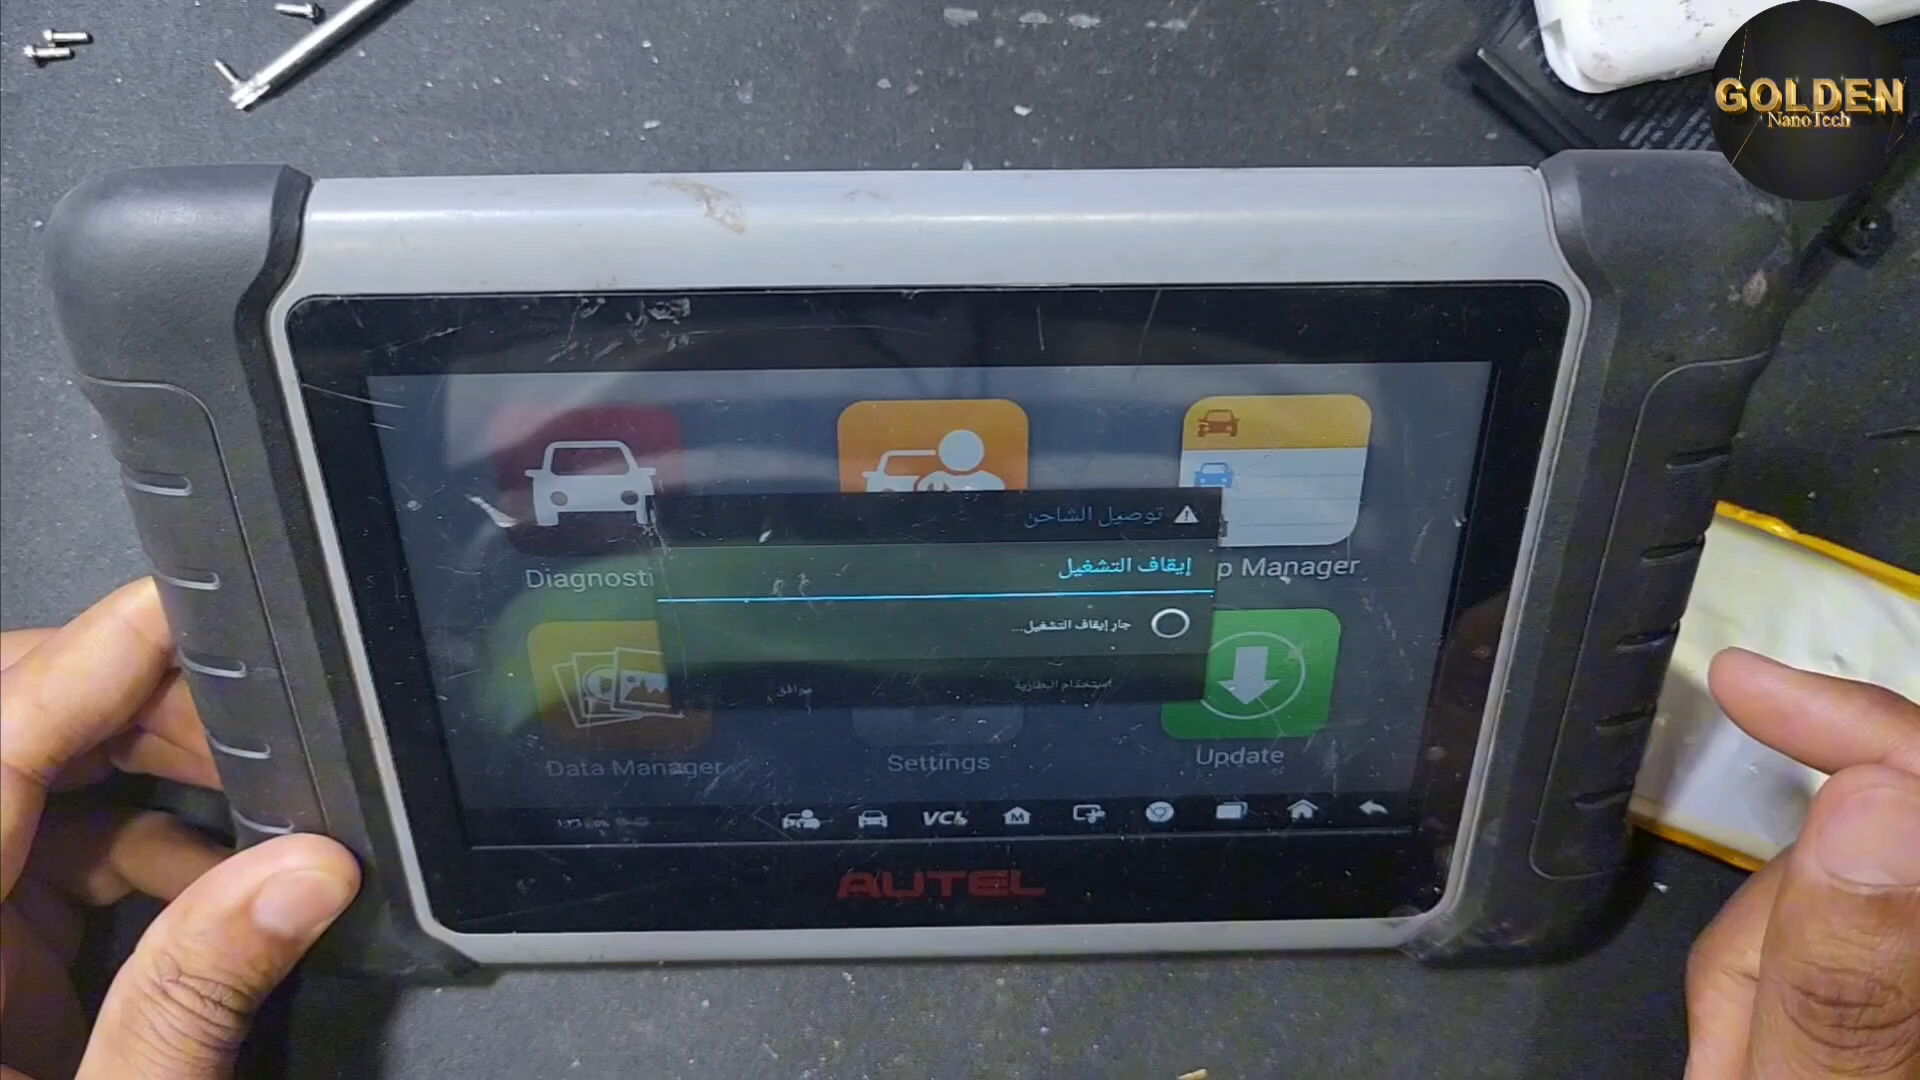 GOLDEN
NanoTech
توصيل الشاحن
إيقاف التشغيل
جار إيقاف التشغيل...
استخدام البطارية
موافق
Diagnosti
p Manager
Data Manager
Settings
Update
VCI
M
AUTEL